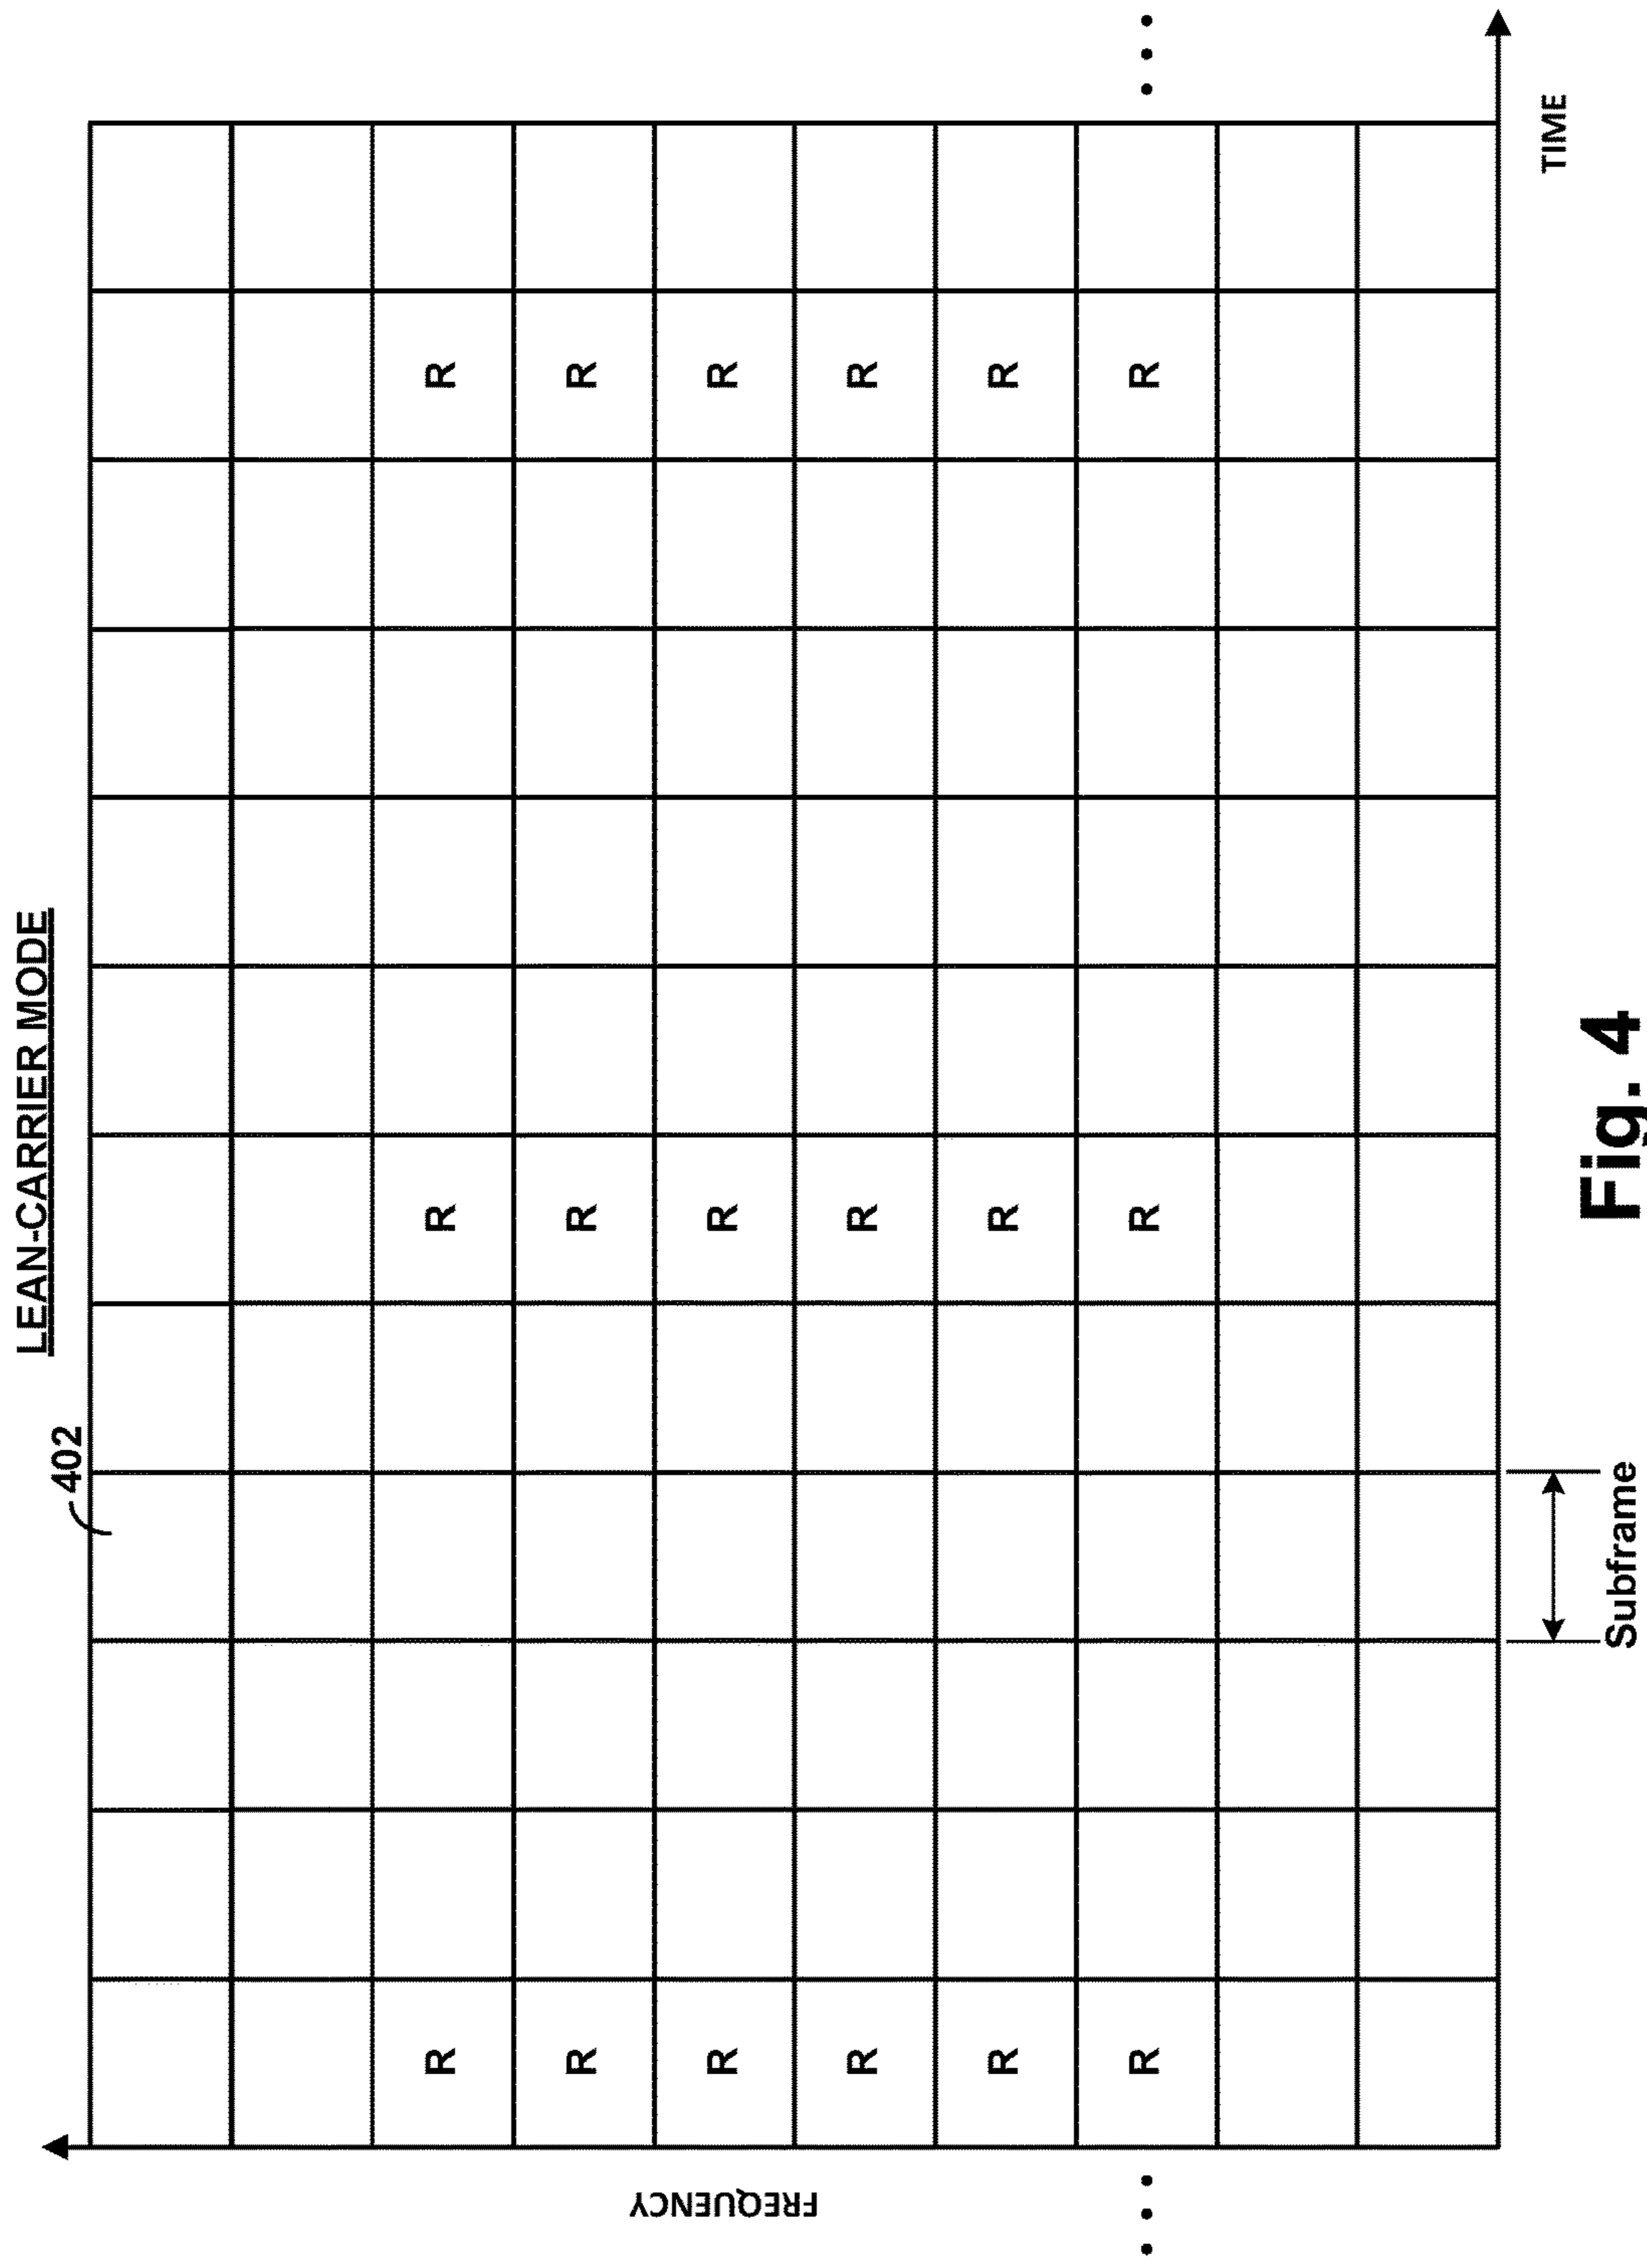 LEAN-CARRIER MODE
402
R R R
R R R
R R R
R R R
R R R
R R R
FREQUENCY
TIME
Subframe
Fig. 4